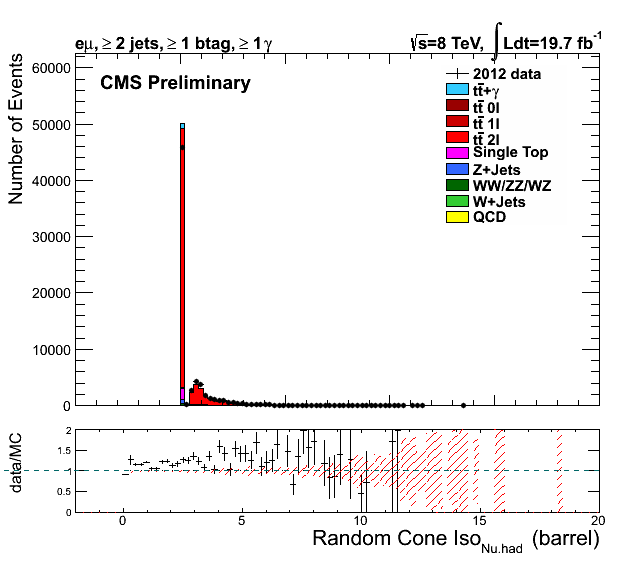 eμ, ≥ 2 jets, ≥ 1 btag, ≥ 1 γ
√s=8 TeV, ∫Ldt=19.7 fb⁻¹
CMS Preliminary
Number of Events
60000
50000
40000
30000
20000
10000
0
2012 data
tt̄+γ
tt̄ 0l
tt̄ 1l
tt̄ 2l
Single Top
Z+Jets
WW/ZZ/WZ
W+Jets
QCD
data/MC
2
1.5
1
0.5
0
0 5 10 15 20
Random Cone Iso_Nu.had (barrel)